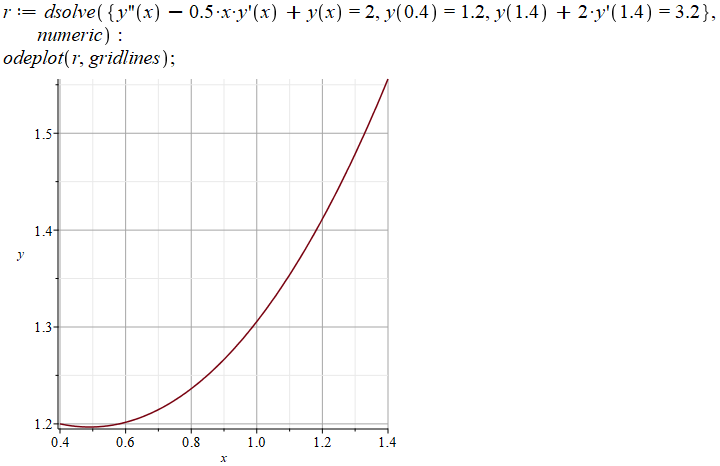 r := dsolve({y"(x) − 0.5·x·y'(x) + y(x) = 2, y(0.4) = 1.2, y(1.4) + 2·y'(1.4) = 3.2},
numeric) :
odeplot(r, gridlines);
1.5
1.4
y
1.3
1.2
0.4 0.6 0.8 1.0 1.2 1.4
x